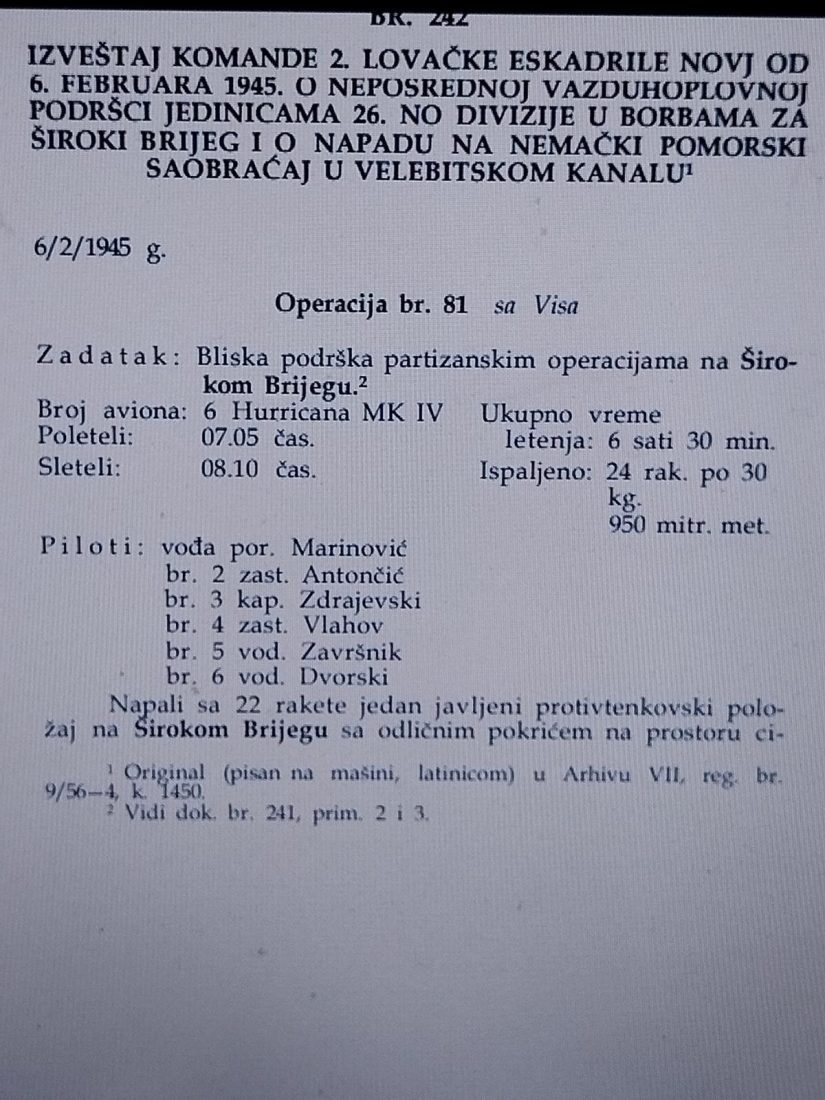 BR. 242
IZVEŠTAJ KOMANDE 2. LOVAČKE ESKADRILE NOVJ OD
6. FEBRUARA 1945. O NEPOSREDNOJ VAZDUHOPLOVNOJ
PODRŠCI JEDINICAMA 26. NO DIVIZIJE U BORBAMA ZA
ŠIROKI BRIJEG I O NAPADU NA NEMAČKI POMORSKI
SAOBRAĆAJ U VELEBITSKOM KANALU¹
6/2/1945 g.
Operacija br. 81 sa Visa
Zadatak: Bliska podrška partizanskim operacijama na Širo-
kom Brijegu.²
Broj aviona: 6 Hurricana MK IV Ukupno vreme
Poleteli: 07.05 čas. letenja: 6 sati 30 min.
Sleteli: 08.10 čas. Ispaljeno: 24 rak. po 30
kg.
950 mitr. met.
Piloti: vođa por. Marinović
br. 2 zast. Antončić
br. 3 kap. Zdrajevski
br. 4 zast. Vlahov
br. 5 vod. Završnik
br. 6 vod. Dvorski
Napali sa 22 rakete jedan javljeni protivtenkovski polo-
žaj na Širokom Brijegu sa odličnim pokrićem na prostoru ci-
¹ Original (pisan na mašini, latinicom) u Arhivu VII, reg. br.
9/56—4, k. 1450.
² Vidi dok. br. 241, prim. 2 i 3.